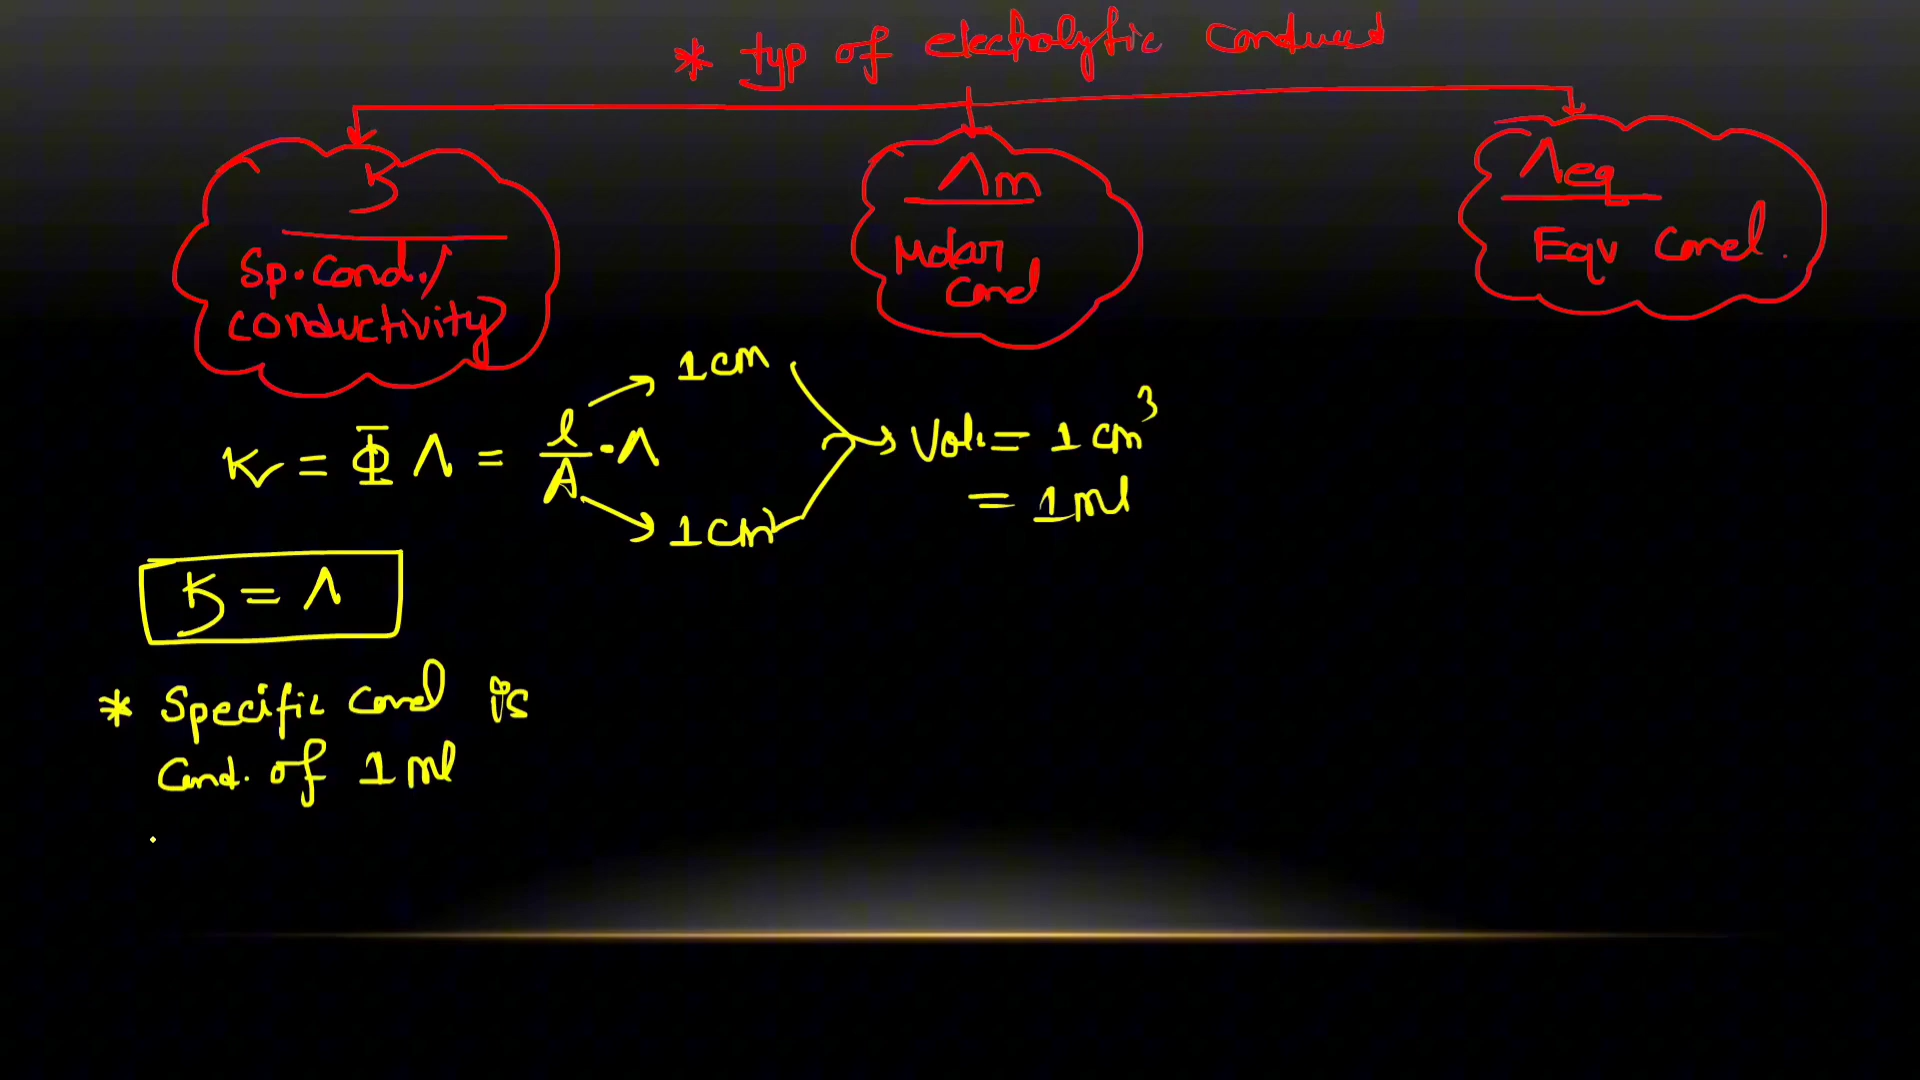 * typ of electrolytic conduct
K
Sp. Cond. /
conductivity
Λm
Molar
Cond
Λeq
Eqv Cond.
K = Φ Λ = l/A · Λ
1 cm
1 cm²
Vol. = 1 cm³
= 1 ml
K = Λ
* Specific Cond is
Cond. of 1 ml